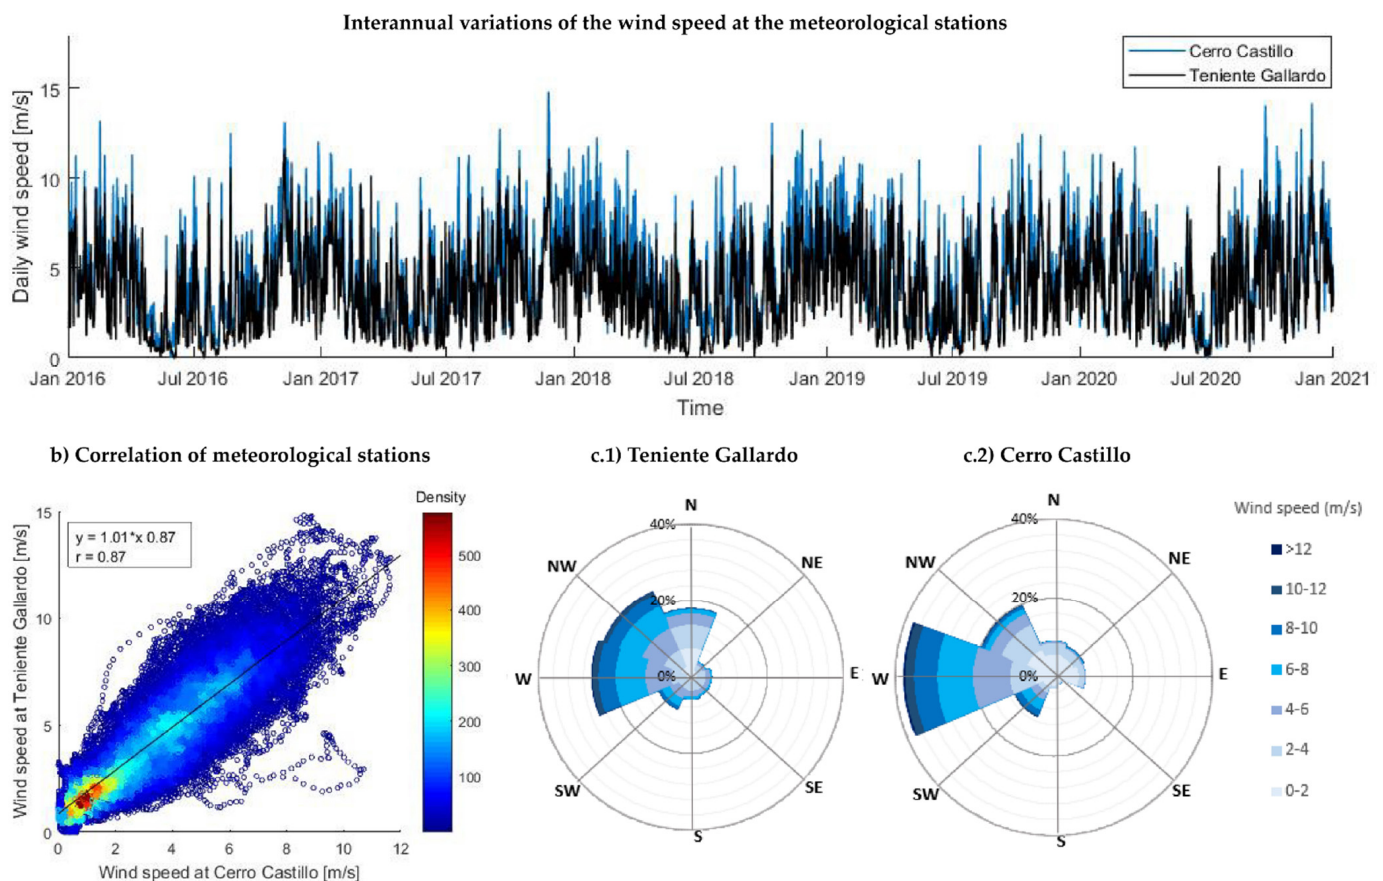 Interannual variations of the wind speed at the meteorological stations
Cerro Castillo
Teniente Gallardo
Daily wind speed [m/s]
15
10
5
0
Jan 2016
Jul 2016
Jan 2017
Jul 2017
Jan 2018
Jul 2018
Jan 2019
Jul 2019
Jan 2020
Jul 2020
Jan 2021
Time
b) Correlation of meteorological stations
Density
y = 1.01*x 0.87
r = 0.87
Wind speed at Teniente Gallardo [m/s]
15
10
5
0
0
2
4
6
8
10
12
Wind speed at Cerro Castillo [m/s]
500
400
300
200
100
c.1) Teniente Gallardo
N
40%
NW
NE
20%
W
0%
E
SW
SE
S
c.2) Cerro Castillo
N
40%
NW
NE
20%
W
0%
E
SW
SE
S
Wind speed (m/s)
>12
10-12
8-10
6-8
4-6
2-4
0-2